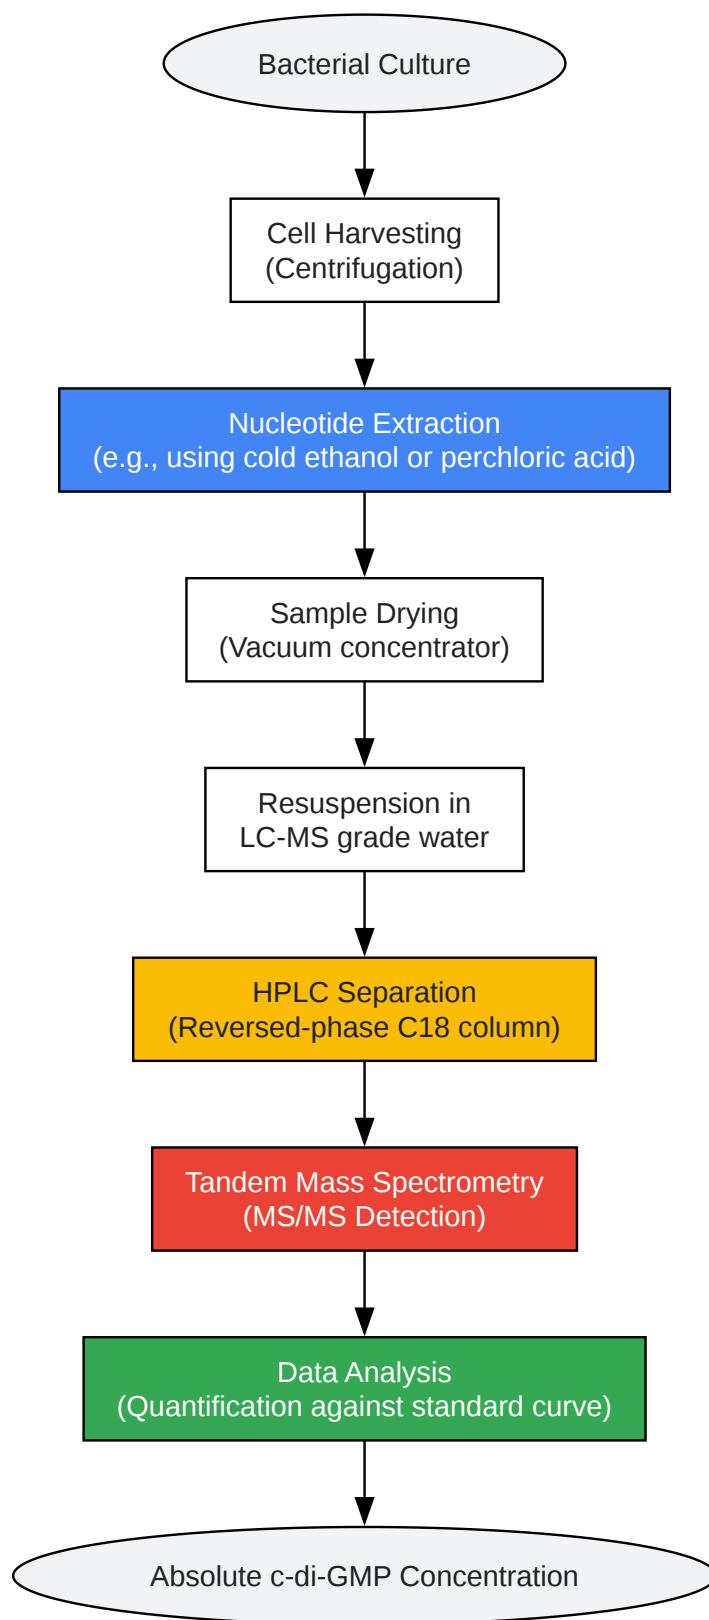 Bacterial Culture
Cell Harvesting
(Centrifugation)
Nucleotide Extraction
(e.g., using cold ethanol or perchloric acid)
Sample Drying
(Vacuum concentrator)
Resuspension in
LC-MS grade water
HPLC Separation
(Reversed-phase C18 column)
Tandem Mass Spectrometry
(MS/MS Detection)
Data Analysis
(Quantification against standard curve)
Absolute c-di-GMP Concentration